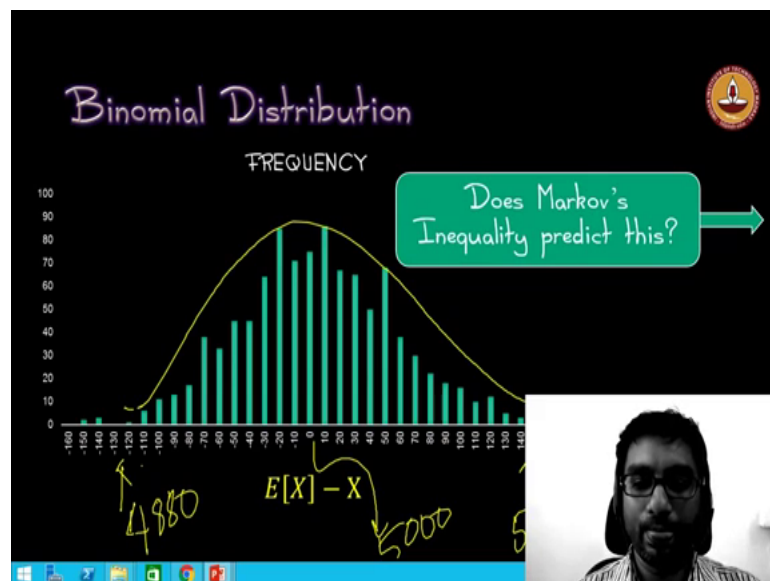 Binomial Distribution
FREQUENCY
Does Markov's
Inequality predict this?
100
90
80
70
60
50
40
30
20
10
0
-160 -150 -140 -130 -120 -110 -100 -90 -80 -70 -60 -50 -40 -30 -20 -10 0 10 20 30 40 50 60 70 80 90 100 110 120 130 140
4880
E[X] – X
5000
5